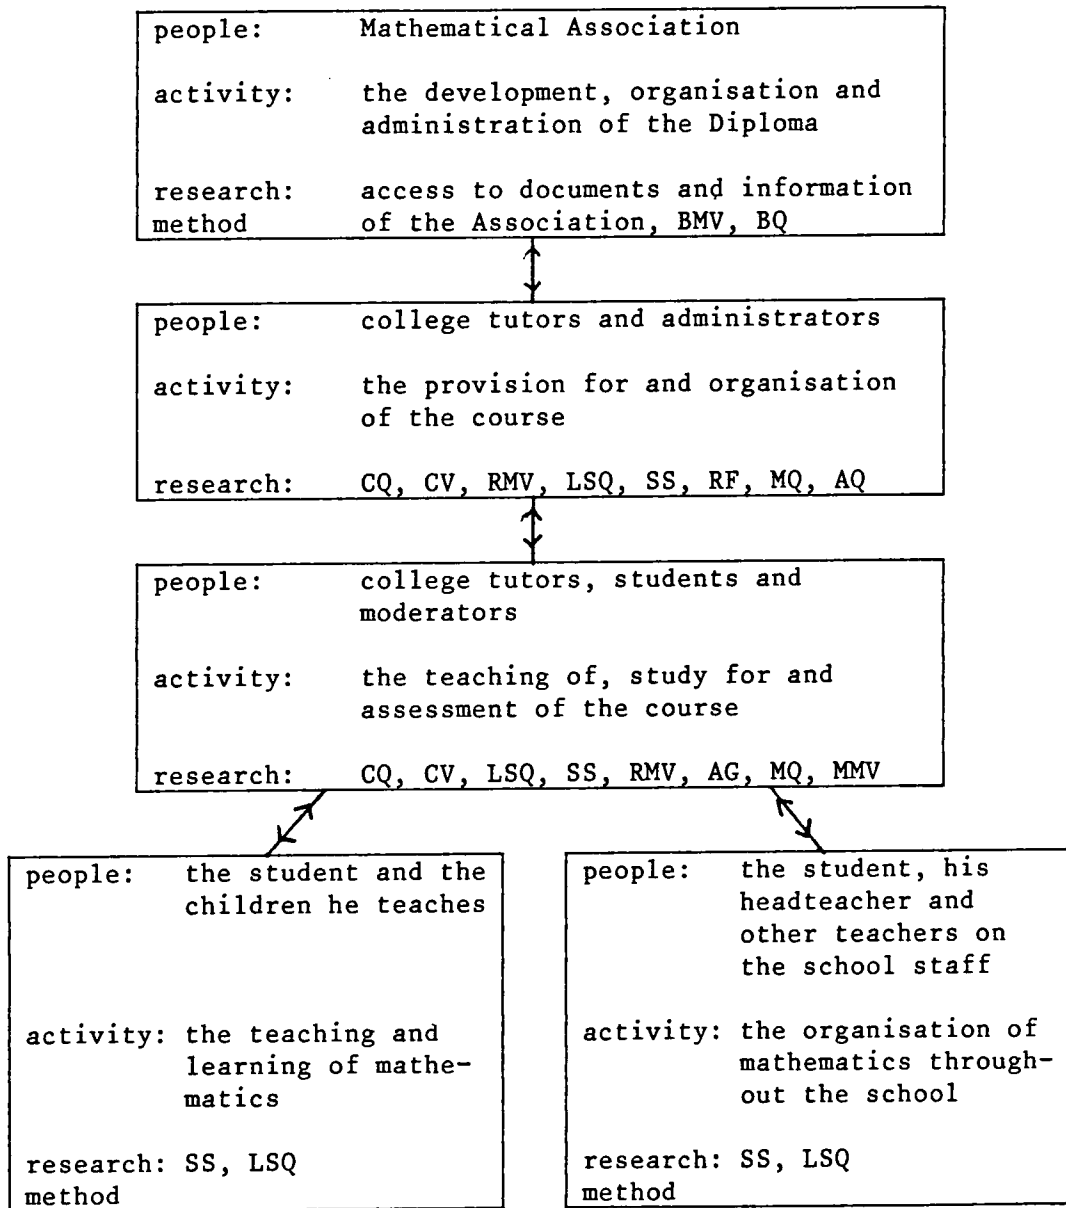 people: Mathematical Association
activity: the development, organisation and
administration of the Diploma
research: access to documents and information
method of the Association, BMV, BQ
people: college tutors and administrators
activity: the provision for and organisation
of the course
research: CQ, CV, RMV, LSQ, SS, RF, MQ, AQ
people: college tutors, students and
moderators
activity: the teaching of, study for and
assessment of the course
research: CQ, CV, LSQ, SS, RMV, AG, MQ, MMV
people: the student and the
children he teaches
activity: the teaching and
learning of mathe-
matics
research: SS, LSQ
method
people: the student, his
headteacher and
other teachers on
the school staff
activity: the organisation of
mathematics through-
out the school
research: SS, LSQ
method